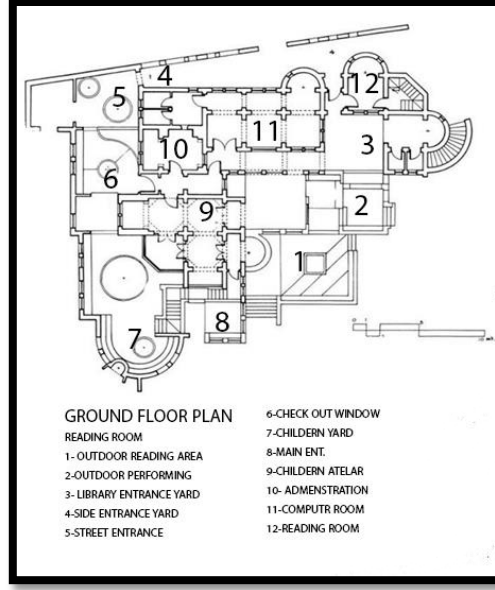 4
12
5
11
3
10
6
9
2
1
8
7
GROUND FLOOR PLAN
READING ROOM
1- OUTDOOR READING AREA
2-OUTDOOR PERFORMING
3- LIBRARY ENTRANCE YARD
4-SIDE ENTRANCE YARD
5-STREET ENTRANCE
6-CHECK OUT WINDOW
7-CHILDERN YARD
8-MAIN ENT.
9-CHILDERN ATELAR
10- ADMENSTRATION
11-COMPUTR ROOM
12-READING ROOM